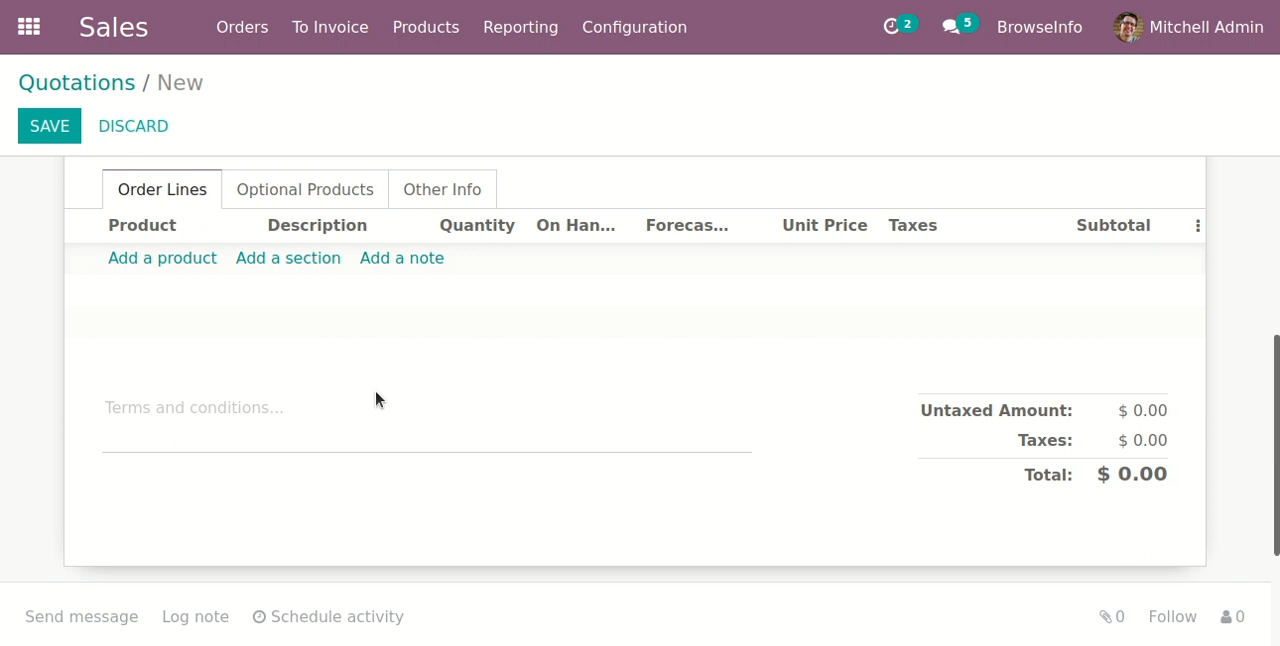 Sales Orders To Invoice Products Reporting Configuration 2 5 BrowseInfo Mitchell Admin
Quotations / New
SAVE DISCARD
Order Lines Optional Products Other Info
Product Description Quantity On Han... Forecas... Unit Price Taxes Subtotal
Add a product Add a section Add a note
Terms and conditions...
Untaxed Amount: $ 0.00
Taxes: $ 0.00
Total: $ 0.00
Send message Log note Schedule activity 0 Follow 0